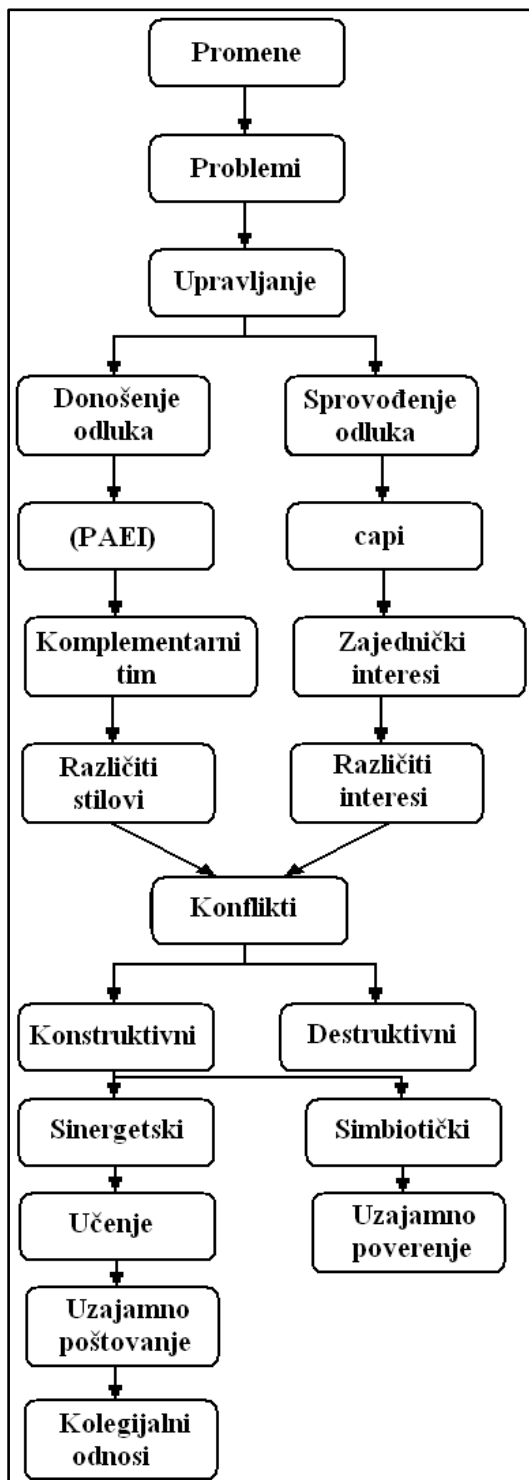 Promene
Problemi
Upravljanje
Donošenje
odluka
Sprovođenje
odluka
(PAEI)
capi
Komplementarni
tim
Zajednički
interesi
Različiti
stilovi
Različiti
interesi
Konflikti
Konstruktivni
Destruktivni
Sinergetski
Simbiotički
Učenje
Uzajamno
poverenje
Uzajamno
poštovanje
Kolegijalni
odnosi